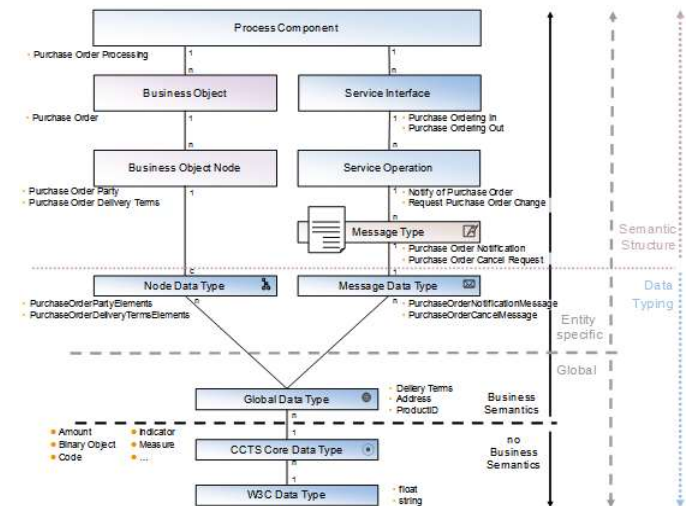 Process Component
• Purchase Order Processing
1
1
n
n
Business Object
Service Interface
• Purchase Order
1
1
• Purchase Ordering In
• Purchase Ordering Out
n
n
Business Object Node
Service Operation
• Purchase Order Party
• Purchase Order Delivery Terms
1
1
• Notify of Purchase Order
• Request Purchase Order Change
n
Message Type
Semantic
Structure
1
• Purchase Order Notification
• Purchase Order Cancel Request
c
1
Node Data Type
Message Data Type
Data
Typing
• PurchaseOrderPartyElements
• PurchaseOrderDeliveryTermsElements
n
n
• PurchaseOrderNotificationMessage
• PurchaseOrderCancelMessage
Entity
specific
Global
Global Data Type
• Dellery Terms
• Address
• ProductID
Business
Semantics
n
• Amount
• Indicator
• Binary Object
• Measure
• Code
• ...
1
CCTS Core Data Type
no
Business
Semantics
n
1
W3C Data Type
• float
• string